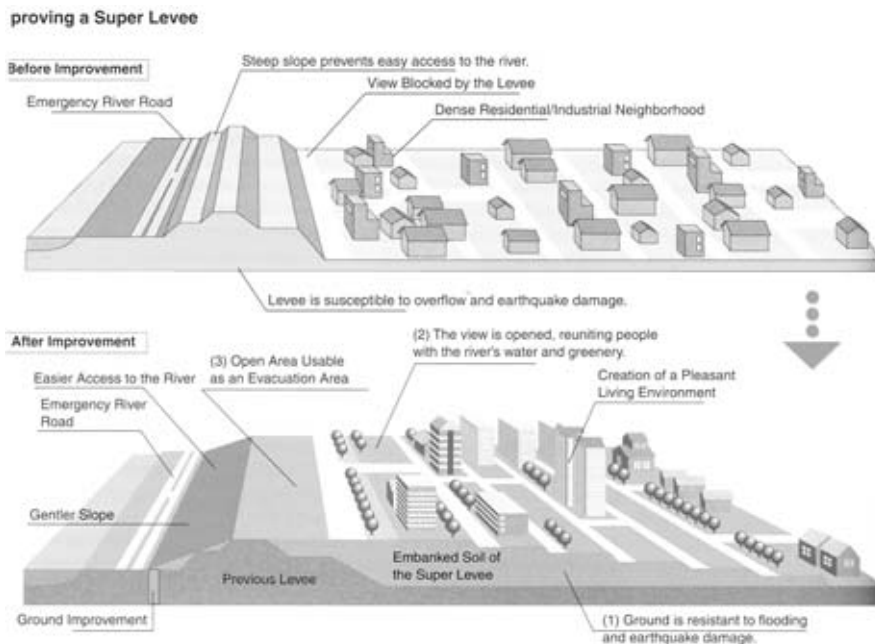 proving a Super Levee
Before Improvement
Steep slope prevents easy access to the river.
View Blocked by the Levee
Emergency River Road
Dense Residential/Industrial Neighborhood
Levee is susceptible to overflow and earthquake damage.
After Improvement
(2) The view is opened, reuniting people
with the river's water and greenery.
(3) Open Area Usable
as an Evacuation Area
Easier Access to the River
Creation of a Pleasant
Living Environment
Emergency River
Road
Gentler Slope
Embanked Soil of
the Super Levee
Previous Levee
Ground Improvement
(1) Ground is resistant to flooding
and earthquake damage.